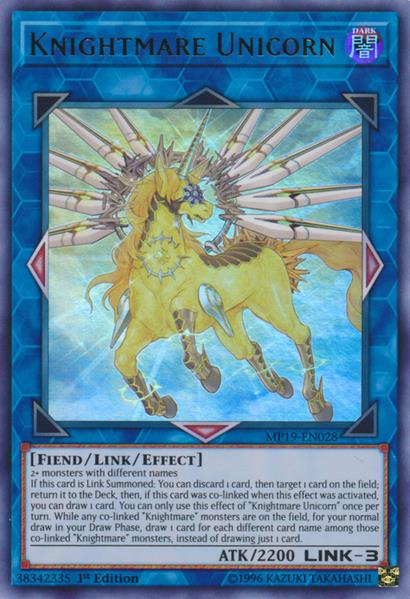 KNIGHTMARE UNICORN
DARK
闇
MP19-EN028
[FIEND/LINK/EFFECT]
2+ monsters with different names
If this card is Link Summoned: You can discard 1 card, then target 1 card on the field;
return it to the Deck, then, if this card was co-linked when this effect was activated,
you can draw 1 card. You can only use this effect of "Knightmare Unicorn" once per
turn. While any co-linked "Knightmare" monsters are on the field, for your normal
draw in your Draw Phase, draw 1 card for each different card name among those
co-linked "Knightmare" monsters, instead of drawing just 1 card.
ATK/2200 LINK-3
38342335 1st Edition ©1996 KAZUKI TAKAHASHI